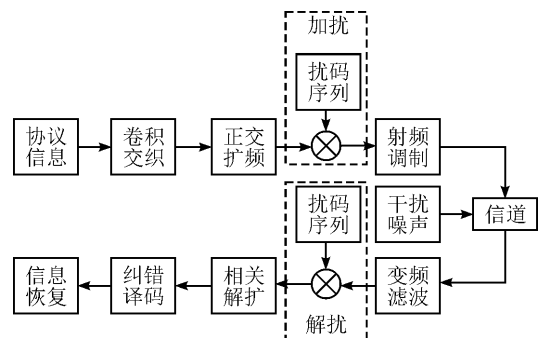 加扰
扰码
序列
协议
信息
卷积
交织
正交
扩频
射频
调制
扰码
序列
干扰
噪声
信道
信息
恢复
纠错
译码
相关
解扩
变频
滤波
解扰